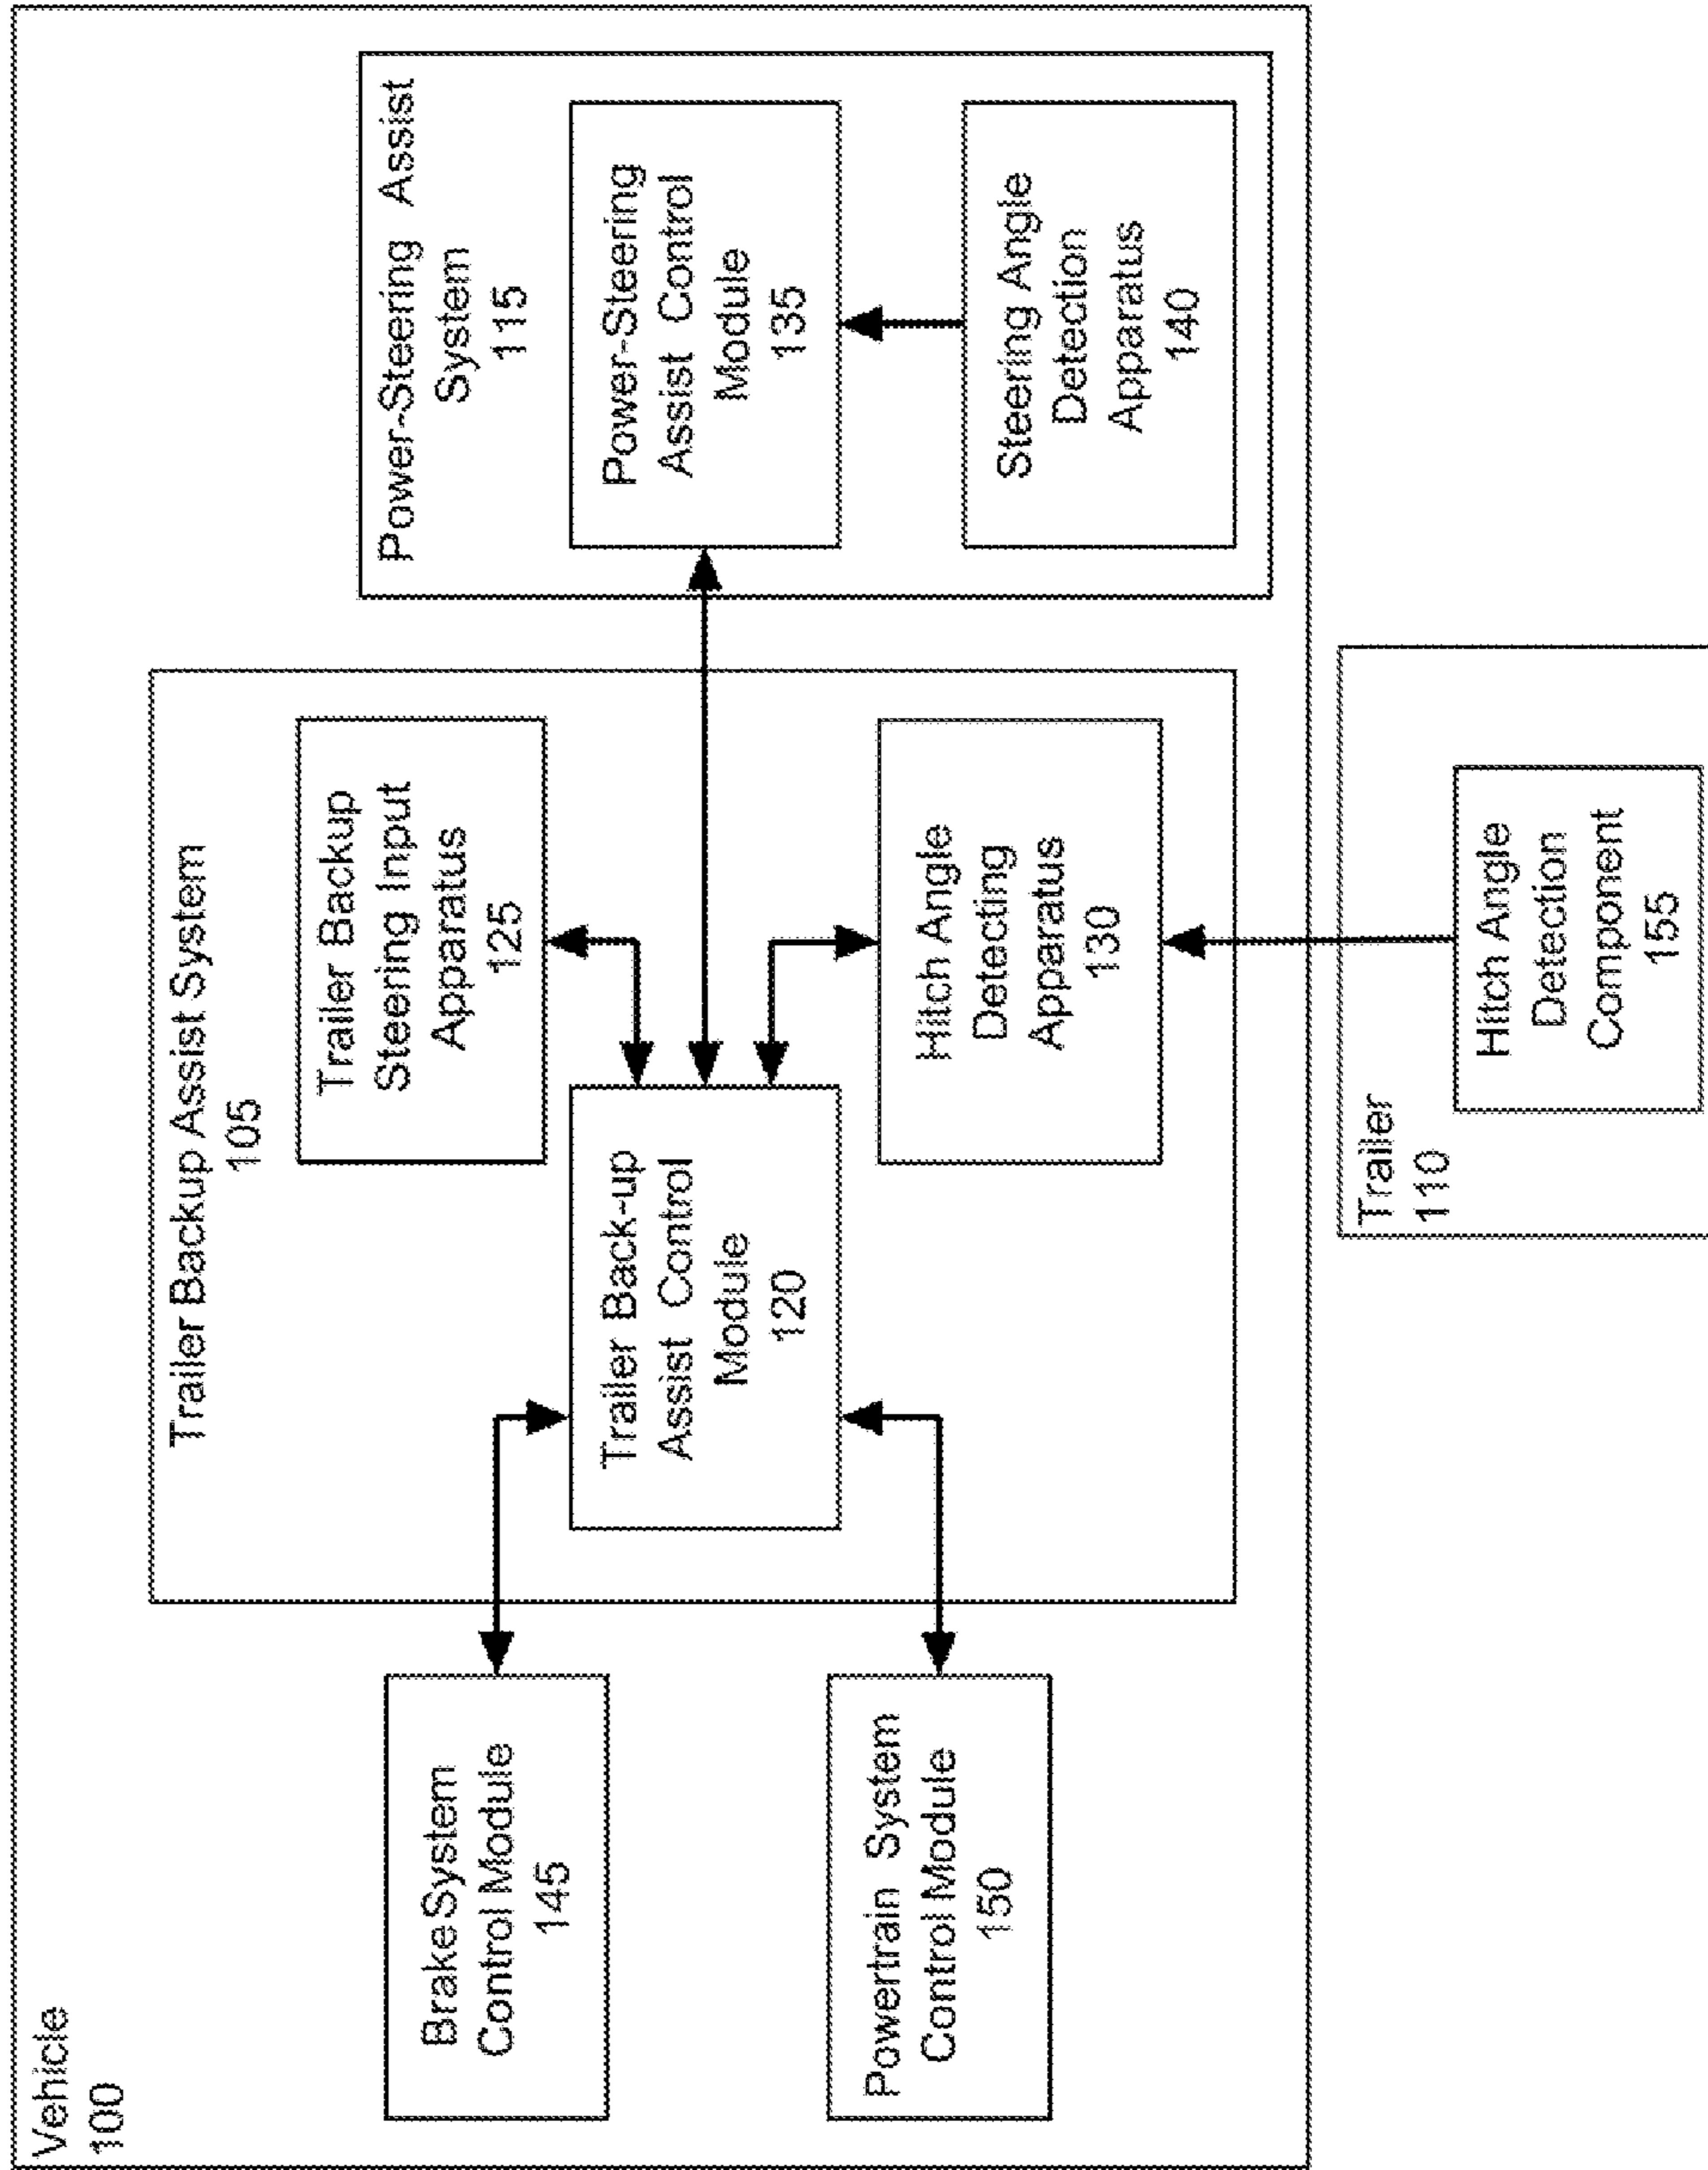 Vehicle
100
Trailer Backup Assist System
105
Power-Steering Assist
System
115
BrakeSystem
Control Module
145
Trailer Backup
Steering Input
Apparatus
125
Trailer Back-up
Assist Control
Module
120
Power-Steering
Assist Control
Module
135
Powertrain System
Control Module
150
Hitch Angle
Detecting
Apparatus
130
Steering Angle
Detection
Apparatus
140
Trailer
110
Hitch Angle
Detection
Component
155